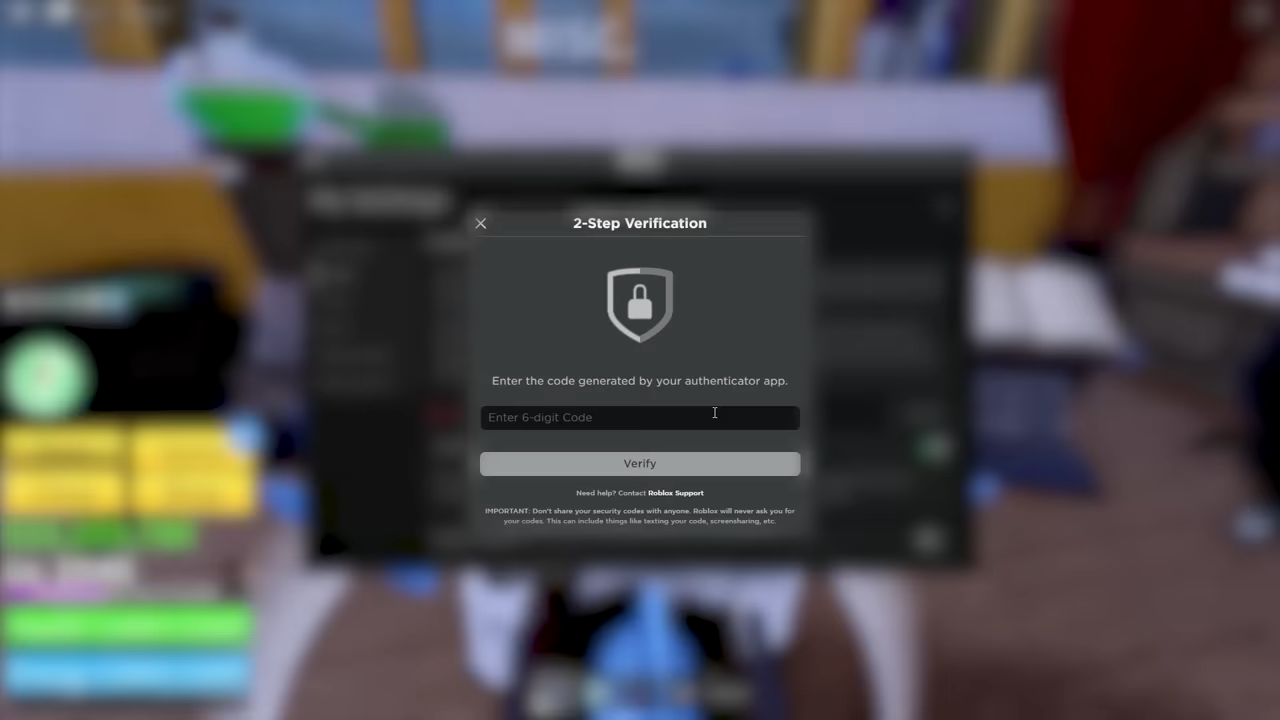 2-Step Verification
Enter the code generated by your authenticator app.
Enter 6-digit Code
Verify
Need help? Contact Roblox Support
IMPORTANT: Don't share your security codes with anyone. Roblox will never ask you for
your codes. This can include things like texting your code, screensharing, etc.